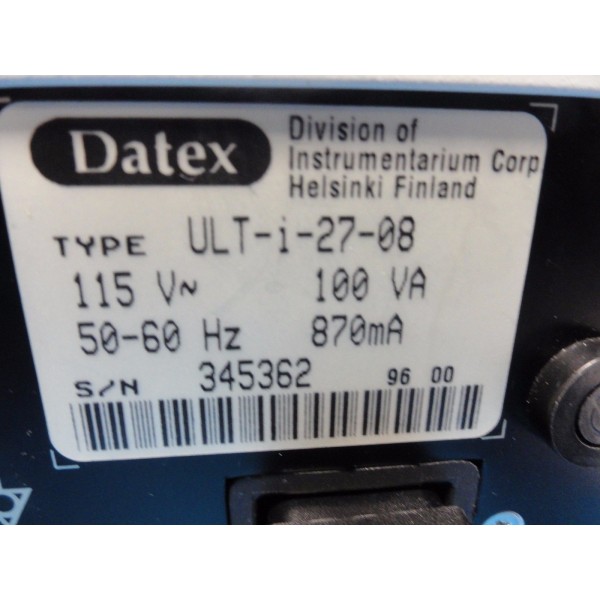 Datex
Division of
Instrumentarium Corp
Helsinki Finland
TYPE ULT-i-27-08
115 V~ 100 VA
50-60 Hz 870mA
S/N 345362 96 00